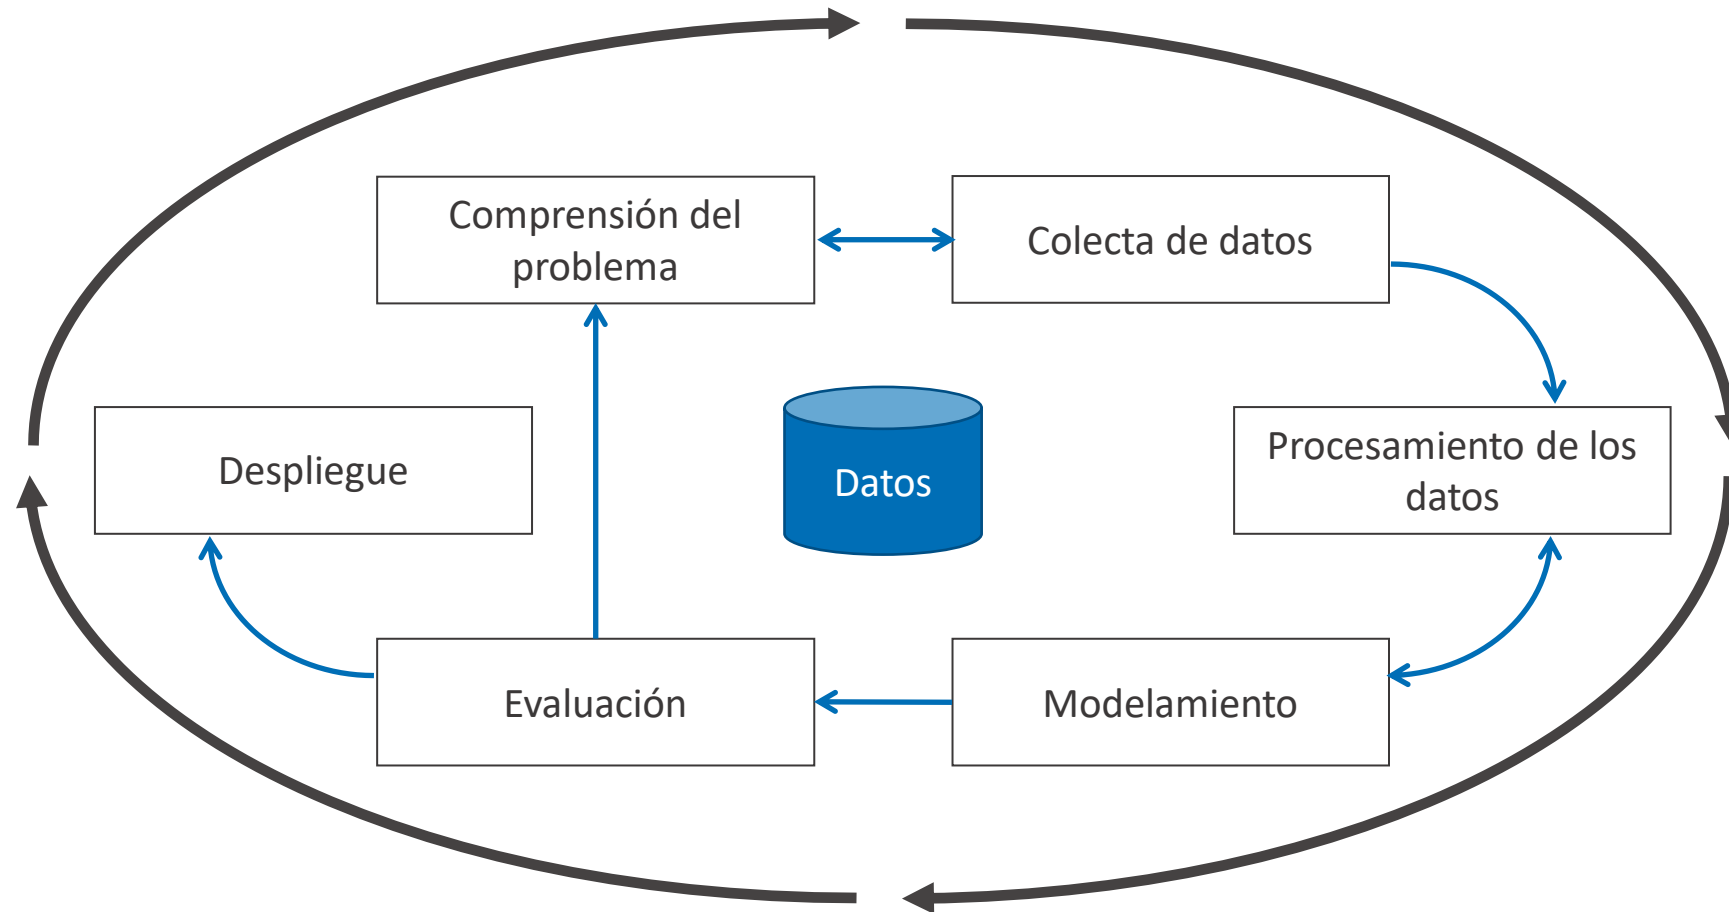 Comprensión del
problema
Colecta de datos
Despliegue
Datos
Procesamiento de los
datos
Evaluación
Modelamiento